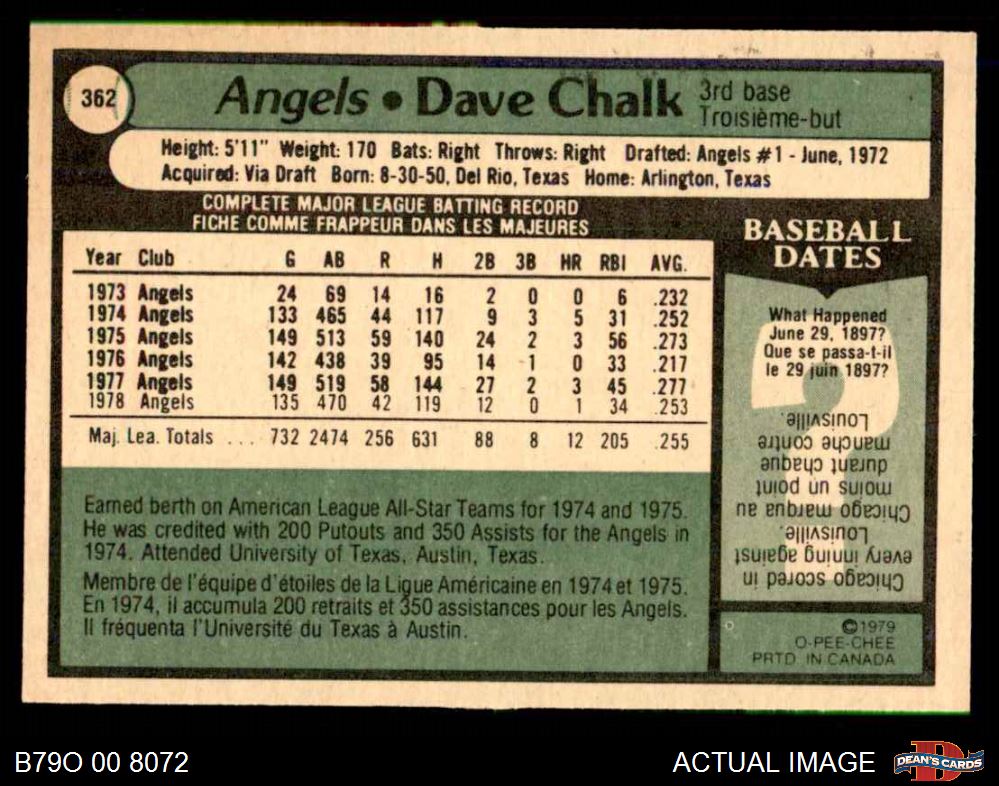 362
Angels • Dave Chalk
3rd base
Troisième-but
Height: 5'11" Weight: 170 Bats: Right Throws: Right Drafted: Angels #1 - June, 1972
Acquired: Via Draft Born: 8-30-50, Del Rio, Texas Home: Arlington, Texas
COMPLETE MAJOR LEAGUE BATTING RECORD
FICHE COMME FRAPPEUR DANS LES MAJEURES
Year Club G AB R H 2B 3B HR RBI AVG.
1973 Angels 24 69 14 16 2 0 0 6 .232
1974 Angels 133 465 44 117 9 3 5 31 .252
1975 Angels 149 513 59 140 24 2 3 56 .273
1976 Angels 142 438 39 95 14 1 0 33 .217
1977 Angels 149 519 58 144 27 2 3 45 .277
1978 Angels 135 470 42 119 12 0 1 34 .253
Maj. Lea. Totals ... 732 2474 256 631 88 8 12 205 .255
Earned berth on American League All-Star Teams for 1974 and 1975.
He was credited with 200 Putouts and 350 Assists for the Angels in
1974. Attended University of Texas, Austin, Texas.
Membre de l'équipe d'étoiles de la Ligue Américaine en 1974 et 1975.
En 1974, il accumula 200 retraits et 350 assistances pour les Angels.
Il fréquenta l'Université du Texas à Austin.
BASEBALL
DATES
What Happened
June 29, 1897?
Que se passa-t-il
le 29 juin 1897?
Chicago scored in
every inning against
Louisville.
Chicago marqua au
moins un point
durant chaque
manche contre
Louisville.
©1979
O-PEE-CHEE
PRTD IN CANADA
B79O 00 8072
ACTUAL IMAGE
DEAN'S CARDS